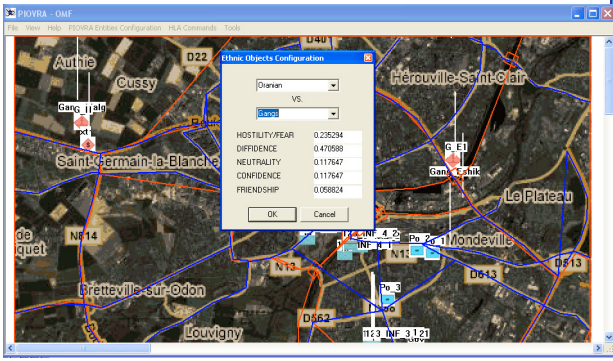 PIOVRA - OMF
File View Help PIOVRA Entities Configuration HLA Commands Tools
D40
D22
Authie
Cussy
Hérouville-Saint-Clair
Ethnic Objects Configuration
Oranian
VS.
Gangs
HOSTILITY/FEAR 0.235294
DIFFIDENCE 0.470588
NEUTRALITY 0.117647
CONFIDENCE 0.117647
FRIENDSHIP 0.058824
OK Cancel
Saint-Germain-la-Blanche
G_E1
Gang_Eshik
Le Plateau
N814
INF_4_2
Po_2
Mondeville
N13
D513
D613
Bretteville-sur-Odon
Po_3
D562
Louvigny